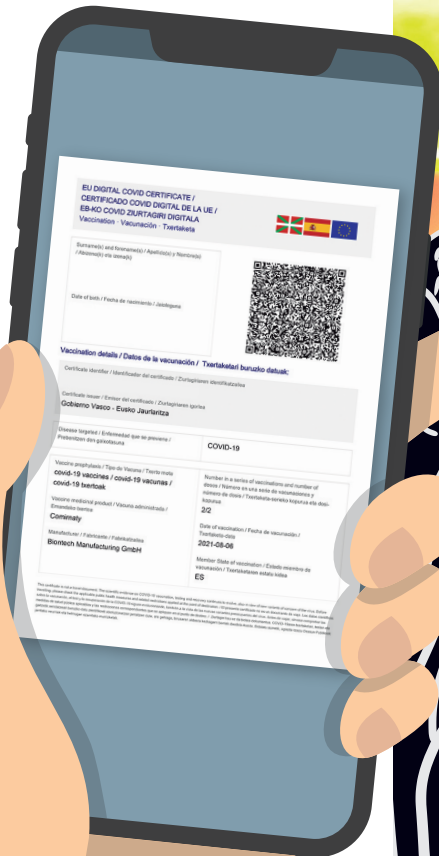 EU DIGITAL COVID CERTIFICATE /
CERTIFICADO COVID DIGITAL DE LA UE /
EB-KO COVID ZIURTAGIRI DIGITALA
Vaccination · Vacunación · Txertaketa
Surname(s) and forename(s) / Apellido(s) y Nombre(s)
/ Abizena(k) eta izena(k)
Date of birth / Fecha de nacimiento / Jaioteguna
Vaccination details / Datos de la vacunación / Txertaketari buruzko datuak:
Certificate identifier / Identificador del certificado / Ziurtagiriaren identifikatzailea
Certificate issuer / Emisor del certificado / Ziurtagiriaren igorlea
Gobierno Vasco - Eusko Jaurlaritza
Disease targeted / Enfermedad que se previene /
Prebenitzen den gaixotasuna
COVID-19
Vaccine prophylaxis / Tipo de Vacuna / Txerto mota
covid-19 vaccines / covid-19 vacunas /
covid-19 txertoak
Vaccine medicinal product / Vacuna administrada /
Emandako txertoa
Comirnaty
Manufacturer / Fabricante / Fabrikatzailea
Biontech Manufacturing GmbH
Number in a series of vaccinations and number of
doses / Número en una serie de vacunaciones y
número de dosis / Txertaketa-serieko kopurua eta dosi-
kopurua
2/2
Date of vaccination / Fecha de vacunación /
Txertaketa-data
2021-08-06
Member State of vaccination / Estado miembro de
vacunación / Txertaketaren estatu kidea
ES